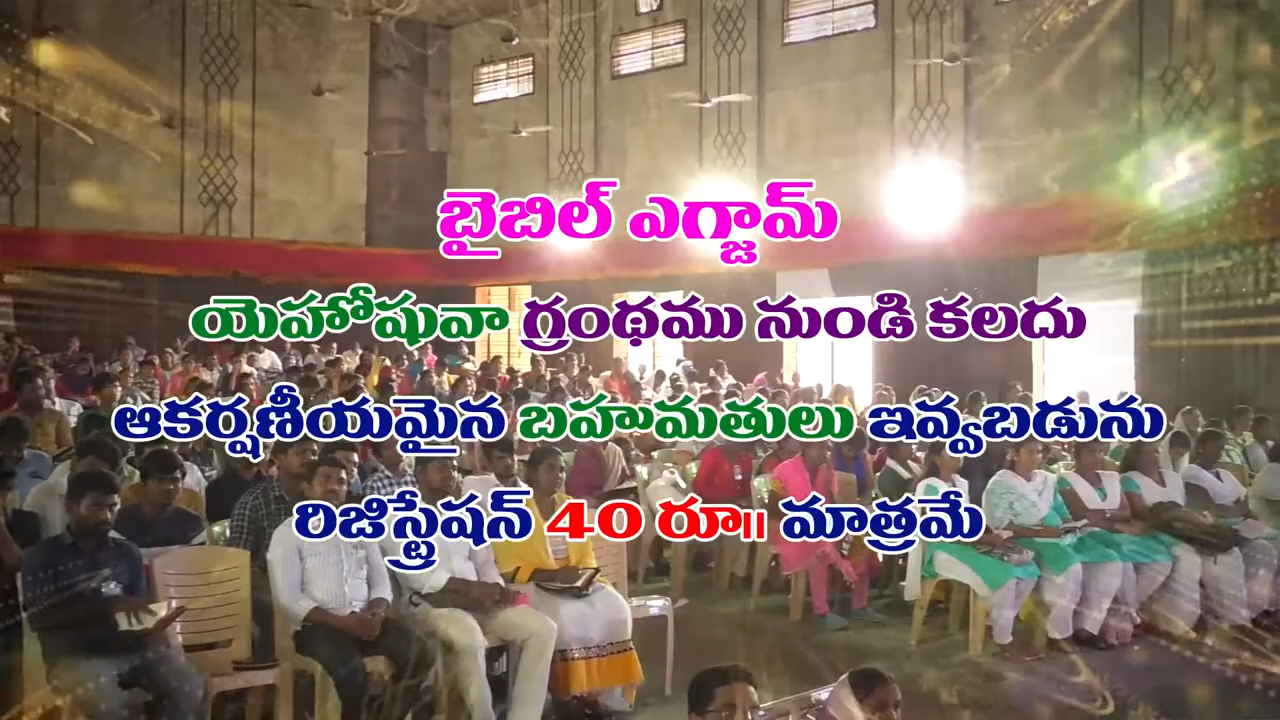 బైబిల్ ఎగ్జామ్
యెహోషువా గ్రంథము నుండి కలదు
ఆకర్షణీయమైన బహుమతులు ఇవ్వబడును
రిజిస్ట్రేషన్ 40 రూ॥ మాత్రమే